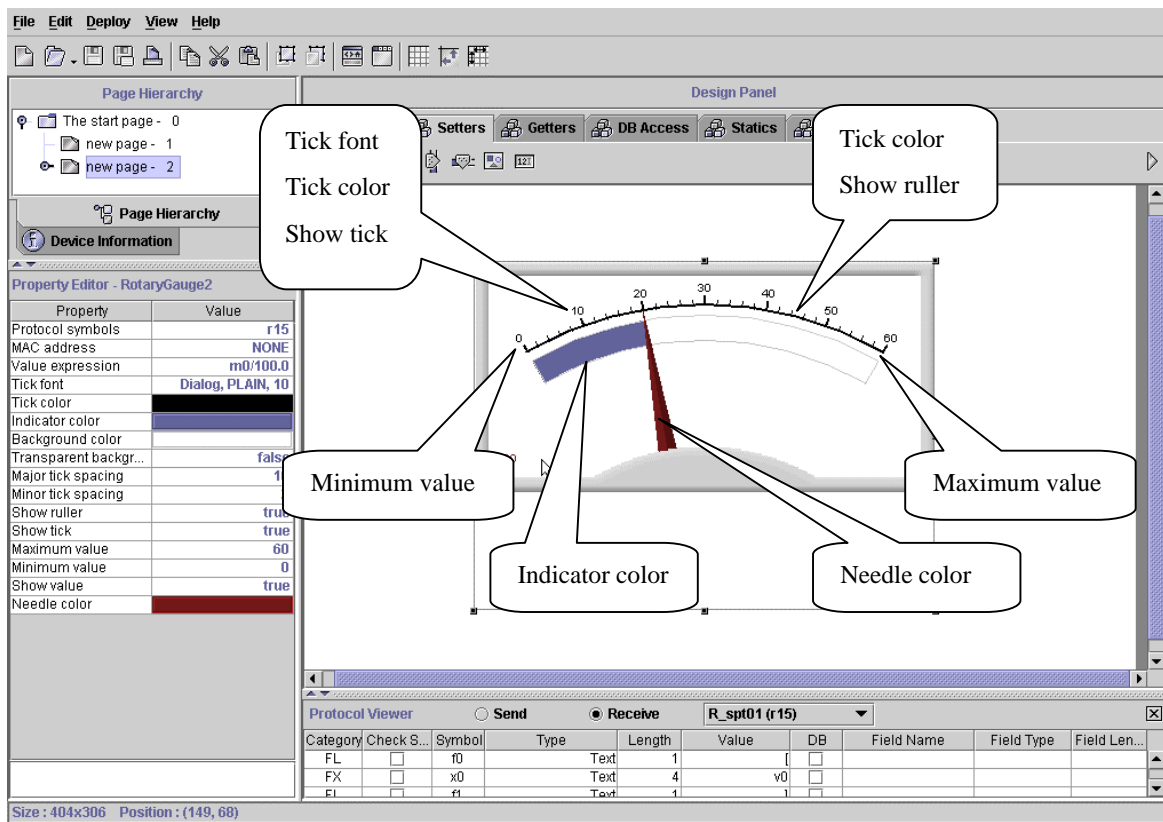 File Edit Deploy View Help
Page Hierarchy
The start page - 0
new page - 1
new page - 2
Page Hierarchy
Device Information
Property Editor - RotaryGauge2
Property Value
Protocol symbols r15
MAC address NONE
Value expression m0/100.0
Tick font Dialog, PLAIN, 10
Tick color
Indicator color
Background color
Transparent backgr... false
Major tick spacing
Minor tick spacing
Show ruller true
Show tick true
Maximum value 60
Minimum value 0
Show value true
Needle color
Design Panel
Setters Getters DB Access Statics
Tick font
Tick color
Show tick
Tick color
Show ruller
0 10 20 30 40 50 60
Minimum value
Maximum value
Indicator color
Needle color
Protocol Viewer Send Receive R_spt01 (r15)
Category Check S... Symbol Type Length Value DB Field Name Field Type Field Len...
FL f0 Text 1 [
FX x0 Text 4 v0
FL f1 Text 1 ]
Size : 404x306 Position : (149, 68)